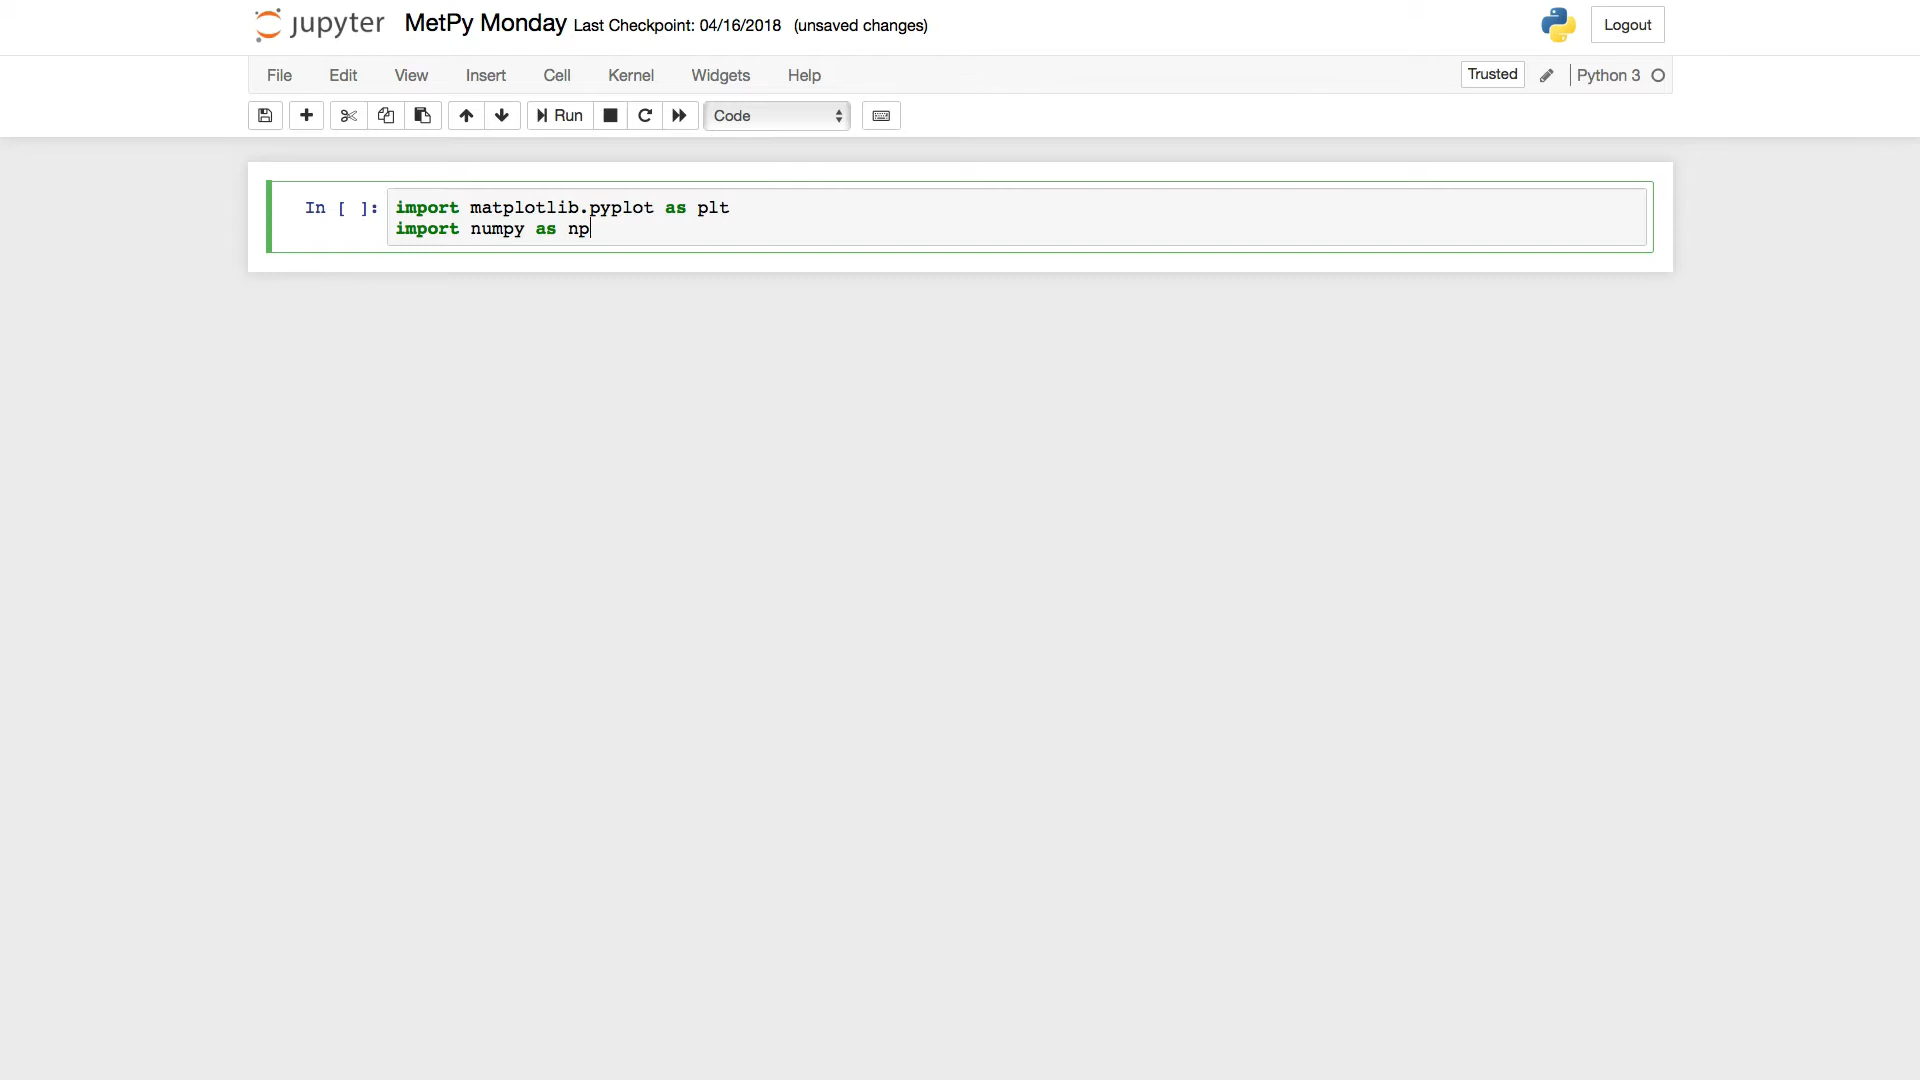 jupyter MetPy Monday Last Checkpoint: 04/16/2018 (unsaved changes) Logout
File Edit View Insert Cell Kernel Widgets Help Trusted Python 3
Run Code
In [ ]: import matplotlib.pyplot as plt
import numpy as np